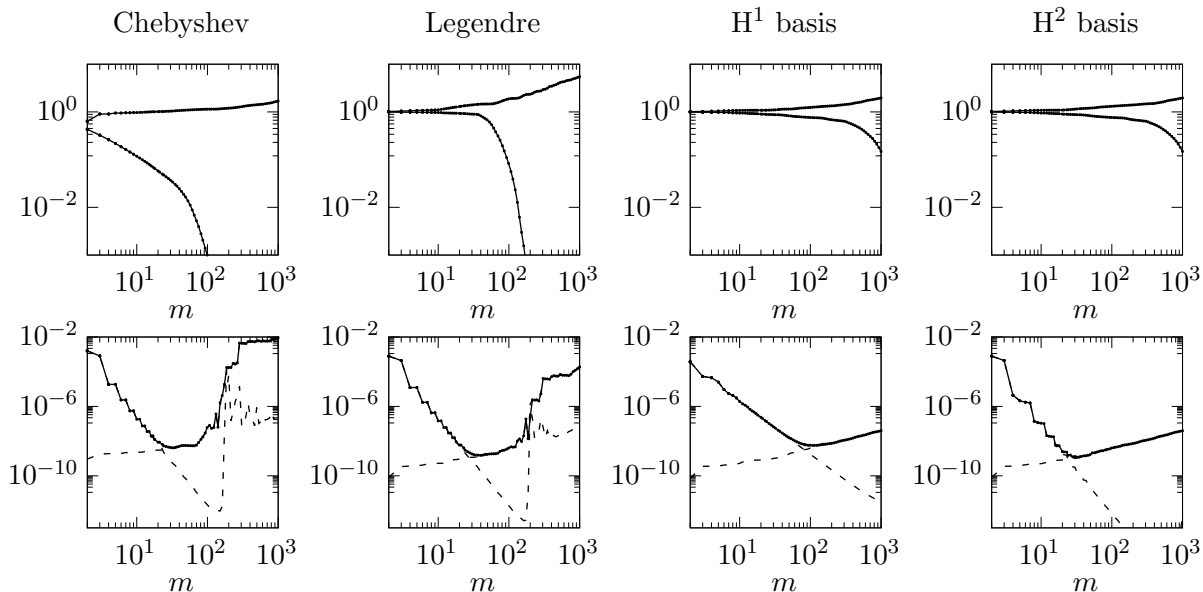 Chebyshev Legendre H¹ basis H² basis
10⁰ 10⁰ 10⁰ 10⁰
10⁻² 10⁻² 10⁻² 10⁻²
10¹ 10² 10³ 10¹ 10² 10³ 10¹ 10² 10³ 10¹ 10² 10³
m m m m
10⁻² 10⁻² 10⁻² 10⁻²
10⁻⁶ 10⁻⁶ 10⁻⁶ 10⁻⁶
10⁻¹⁰ 10⁻¹⁰ 10⁻¹⁰ 10⁻¹⁰
10¹ 10² 10³ 10¹ 10² 10³ 10¹ 10² 10³ 10¹ 10² 10³
m m m m